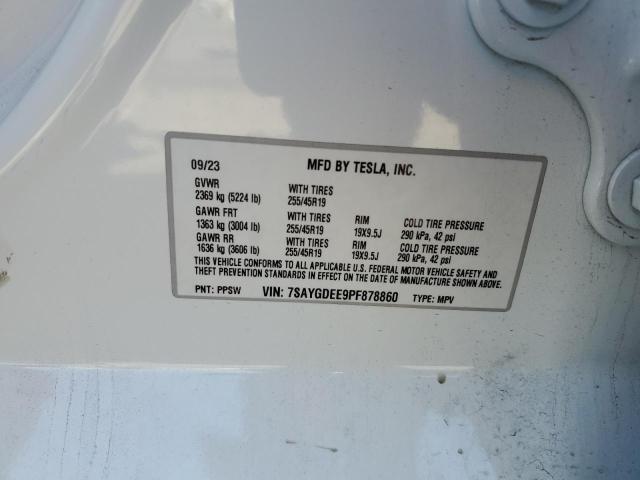 09/23 MFD BY TESLA, INC.
GVWR WITH TIRES
2369 kg (5224 lb) 255/45R19
GAWR FRT WITH TIRES RIM COLD TIRE PRESSURE
1363 kg (3004 lb) 255/45R19 19X9.5J 290 kPa, 42 psi
GAWR RR WITH TIRES RIM COLD TIRE PRESSURE
1636 kg (3606 lb) 255/45R19 19X9.5J 290 kPa, 42 psi
THIS VEHICLE CONFORMS TO ALL APPLICABLE U.S. FEDERAL MOTOR VEHICLE SAFETY AND
THEFT PREVENTION STANDARDS IN EFFECT ON THE DATE OF MANUFACTURE SHOWN ABOVE.
PNT: PPSW VIN: 7SAYGDEE9PF878860 TYPE: MPV